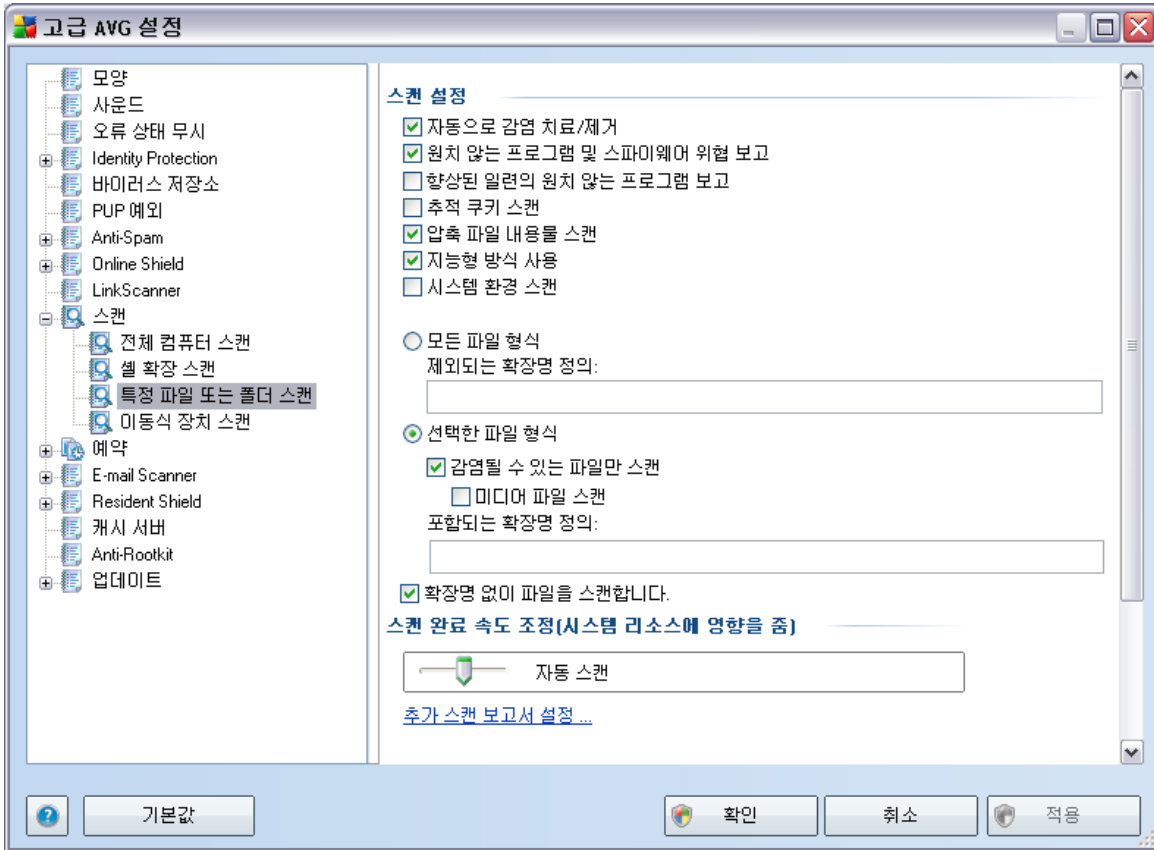 고급 AVG 설정
모양
사운드
오류 상태 무시
Identity Protection
바이러스 저장소
PUP 예외
Anti-Spam
Online Shield
LinkScanner
스캔
전체 컴퓨터 스캔
셸 확장 스캔
특정 파일 또는 폴더 스캔
이동식 장치 스캔
예약
E-mail Scanner
Resident Shield
캐시 서버
Anti-Rootkit
업데이트
스캔 설정
자동으로 감염 치료/제거
원치 않는 프로그램 및 스파이웨어 위협 보고
향상된 일련의 원치 않는 프로그램 보고
추적 쿠키 스캔
압축 파일 내용물 스캔
지능형 방식 사용
시스템 환경 스캔
모든 파일 형식
제외되는 확장명 정의:
선택한 파일 형식
감염될 수 있는 파일만 스캔
미디어 파일 스캔
포함되는 확장명 정의:
확장명 없이 파일을 스캔합니다.
스캔 완료 속도 조정(시스템 리소스에 영향을 줌)
자동 스캔
추가 스캔 보고서 설정 ...
기본값
확인
취소
적용